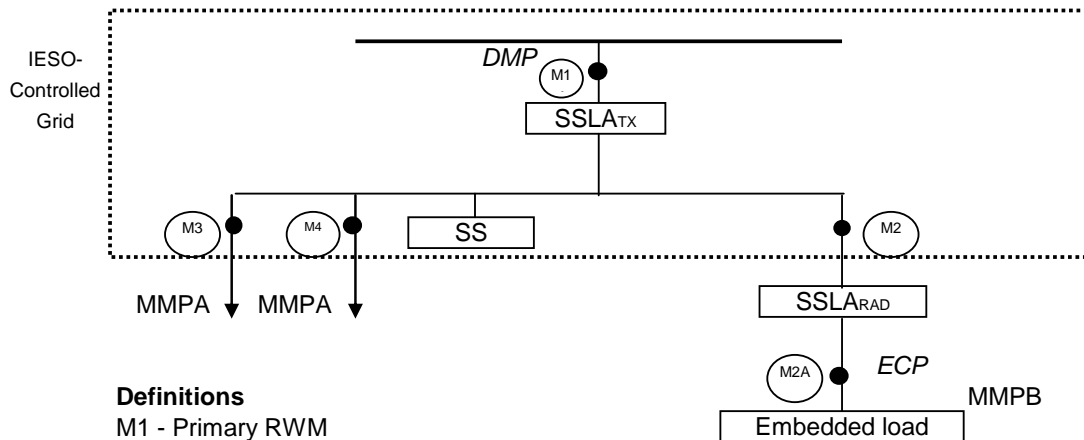 IESO-
Controlled
Grid
DMP
M1
SSLATX
M3
M4
SS
M2
MMPA
MMPA
SSLARAD
M2A
ECP
MMPB
Embedded load
Definitions
M1 - Primary RWM